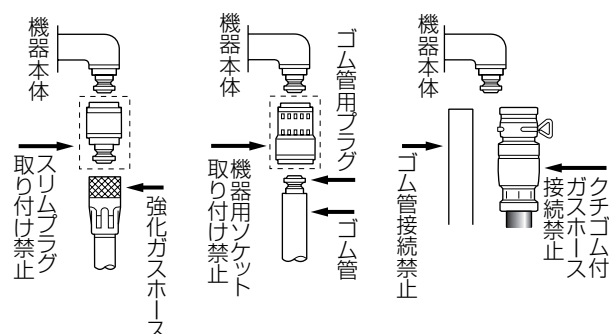 機器本体
スリムプラグ
取り付け禁止
強化ガスホース
機器本体
ゴム管用プラグ
機器用ソケット
取り付け禁止
ゴム管
機器本体
ゴム管接続禁止
クチゴム付
ガスホース
接続禁止